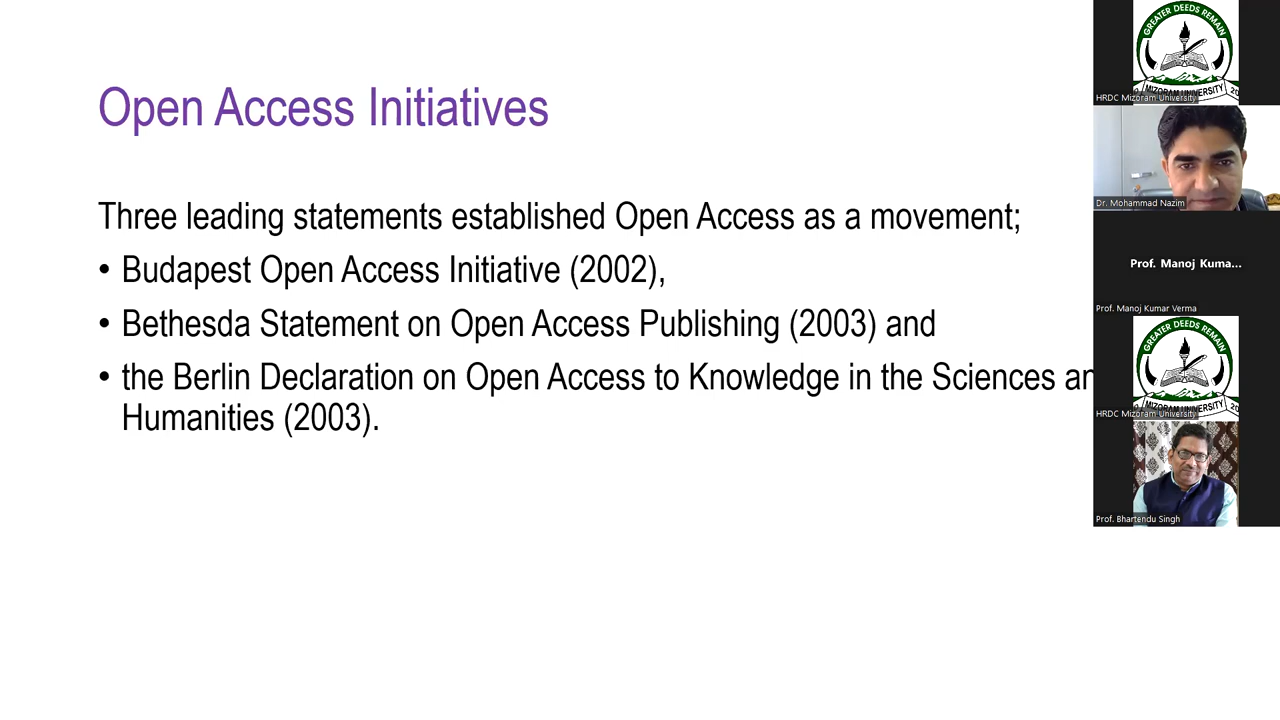 Open Access Initiatives
Three leading statements established Open Access as a movement;
• Budapest Open Access Initiative (2002),
• Bethesda Statement on Open Access Publishing (2003) and
• the Berlin Declaration on Open Access to Knowledge in the Sciences an
Humanities (2003).
GREATER DEEDS REMAIN
MIZORAM UNIVERSITY
HRDC Mizoram University
Dr. Mohammad Nazim
Prof. Manoj Kuma...
Prof. Manoj Kumar Verma
GREATER DEEDS REMAIN
MIZORAM UNIVERSITY
HRDC Mizoram University
Prof. Bhartendu Singh